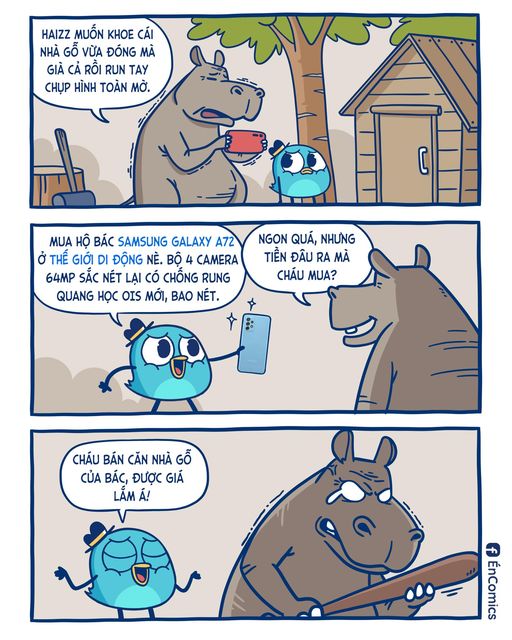 HAIZZ MUỐN KHOE CÁI
NHÀ GỖ VỪA ĐÓNG MÀ
GIÀ CẢ RỒI RUN TAY
CHỤP HÌNH TOÀN MỜ.
MUA HỘ BÁC SAMSUNG GALAXY A72
Ở THẾ GIỚI DI ĐỘNG NÈ. BỘ 4 CAMERA
64MP SẮC NÉT LẠI CÓ CHỐNG RUNG
QUANG HỌC OIS MỚI, BAO NÉT.
NGON QUÁ, NHƯNG
TIỀN ĐÂU RA MÀ
CHÁU MUA?
CHÁU BÁN CĂN NHÀ GỖ
CỦA BÁC, ĐƯỢC GIÁ
LẮM Á!
ÉnComics